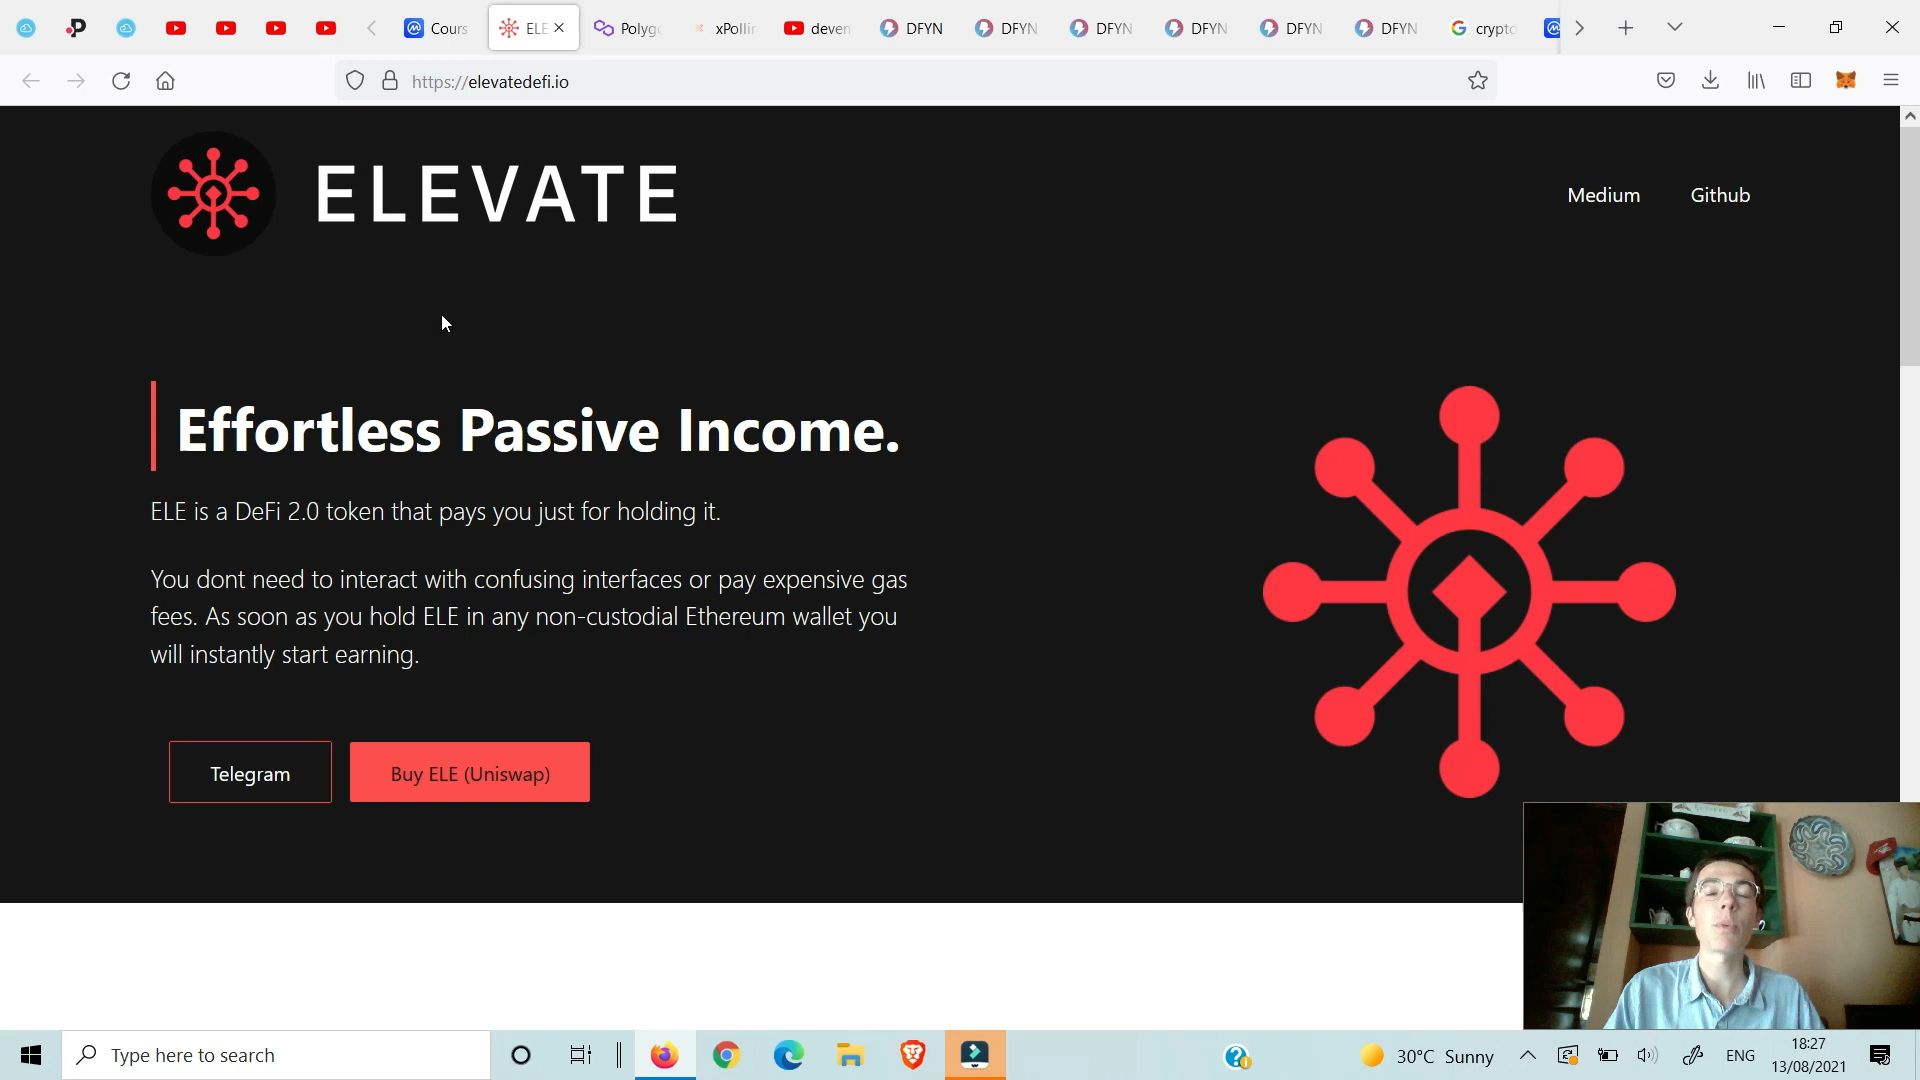 Cours
ELE
Polygo
xPollin
deven
DFYN
DFYN
DFYN
DFYN
DFYN
DFYN
crypto
https://elevatedefi.io
ELEVATE
Medium
Github
Effortless Passive Income.
ELE is a DeFi 2.0 token that pays you just for holding it.
You dont need to interact with confusing interfaces or pay expensive gas
fees. As soon as you hold ELE in any non-custodial Ethereum wallet you
will instantly start earning.
Telegram
Buy ELE (Uniswap)
Type here to search
30°C Sunny
ENG
18:27
13/08/2021